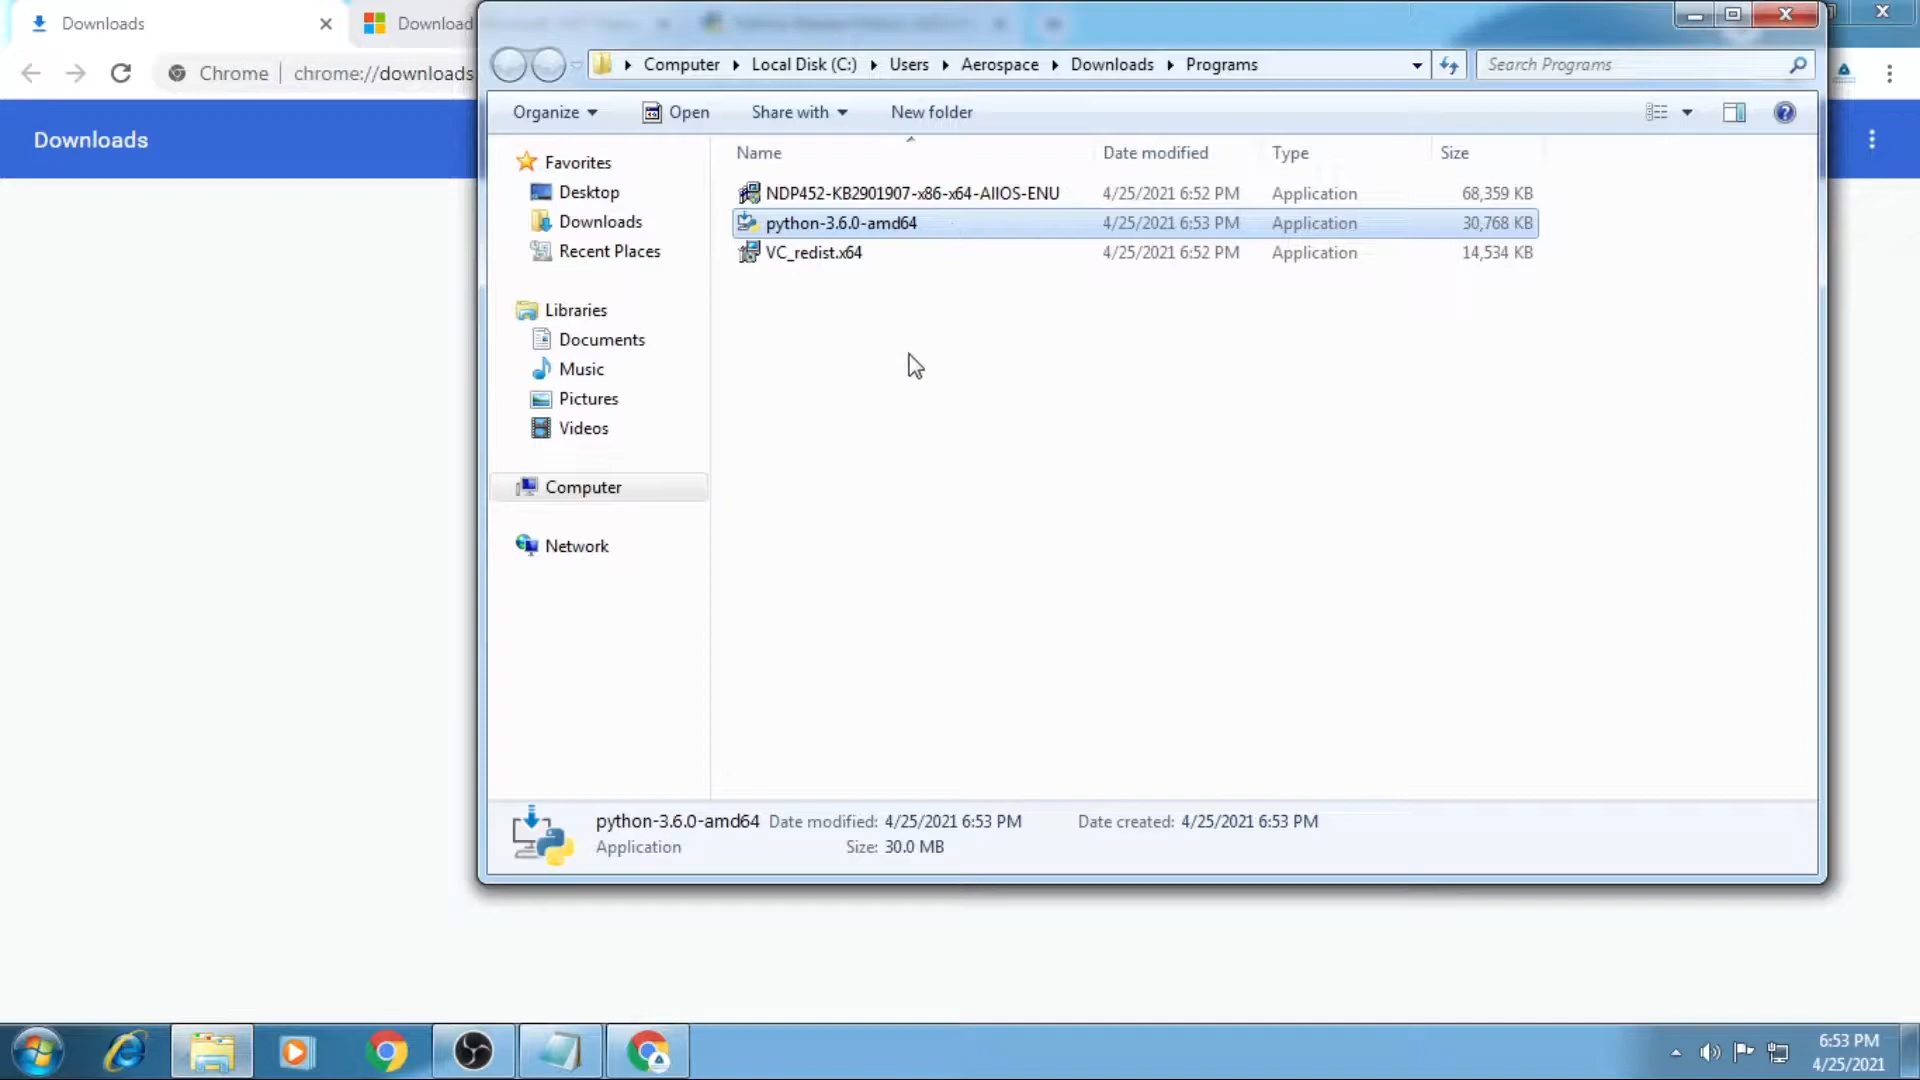 Downloads
Download
Chrome
chrome://downloads
Downloads
Computer Local Disk (C:) Users Aerospace Downloads Programs
Search Programs
Organize Open Share with New folder
Name Date modified Type Size
NDP452-KB2901907-x86-x64-AllOS-ENU 4/25/2021 6:52 PM Application 68,359 KB
python-3.6.0-amd64 4/25/2021 6:53 PM Application 30,768 KB
VC_redist.x64 4/25/2021 6:52 PM Application 14,534 KB
Favorites
Desktop
Downloads
Recent Places
Libraries
Documents
Music
Pictures
Videos
Computer
Network
python-3.6.0-amd64 Date modified: 4/25/2021 6:53 PM Date created: 4/25/2021 6:53 PM
Application Size: 30.0 MB
6:53 PM
4/25/2021